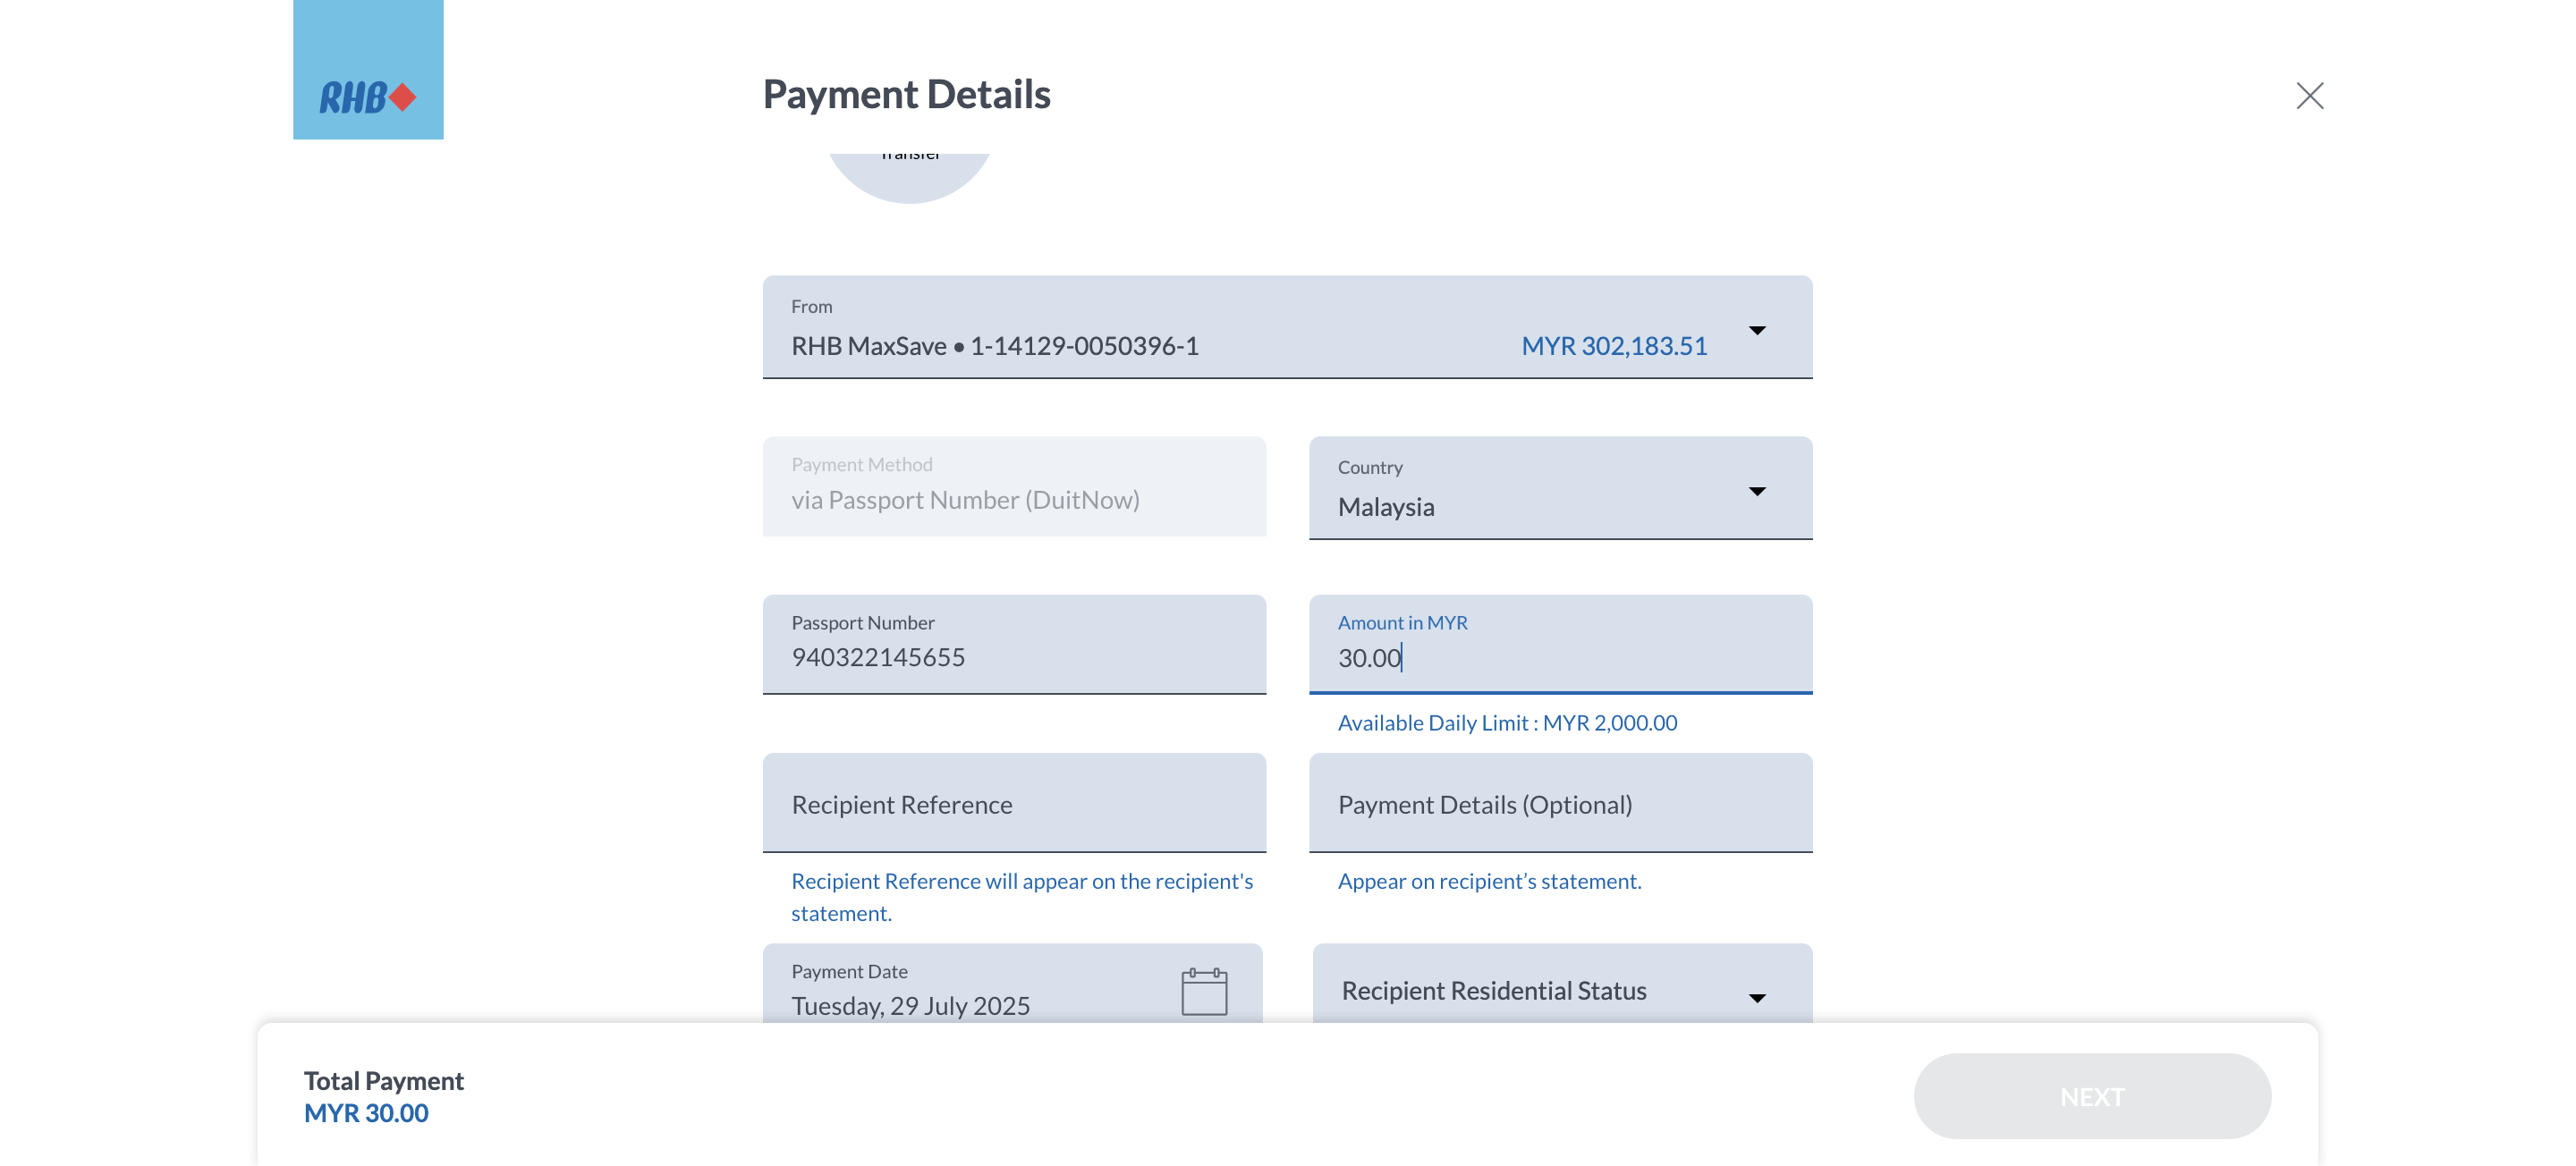 RHB
Payment Details
Transfer
From
RHB MaxSave • 1-14129-0050396-1
MYR 302,183.51
Payment Method
via Passport Number (DuitNow)
Country
Malaysia
Passport Number
940322145655
Amount in MYR
30.00
Available Daily Limit : MYR 2,000.00
Recipient Reference
Payment Details (Optional)
Recipient Reference will appear on the recipient's
statement.
Appear on recipient’s statement.
Payment Date
Tuesday, 29 July 2025
Recipient Residential Status
Total Payment
MYR 30.00
NEXT